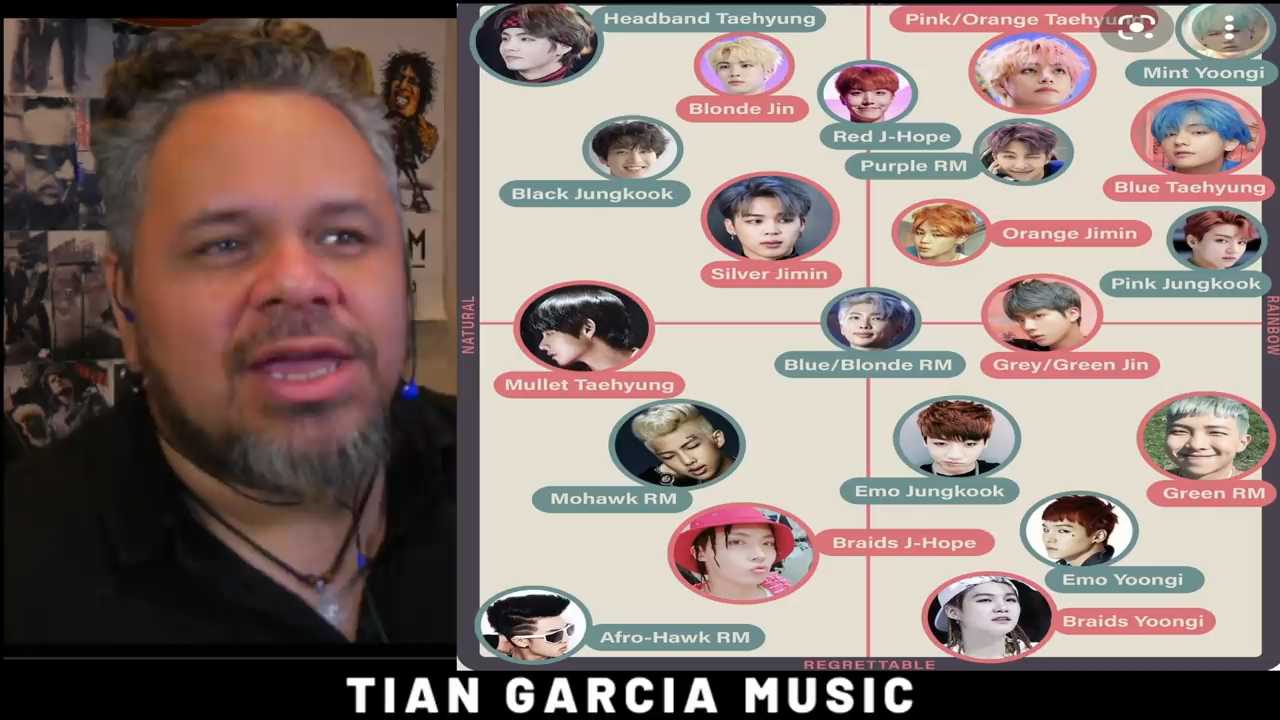 Headband Taehyung
Pink/Orange Taehyung
Mint Yoongi
Blonde Jin
Red J-Hope
Purple RM
Black Jungkook
Blue Taehyung
Orange Jimin
Silver Jimin
Pink Jungkook
NATURAL
RAINBOW
Blue/Blonde RM
Grey/Green Jin
Mullet Taehyung
Mohawk RM
Emo Jungkook
Green RM
Braids J-Hope
Emo Yoongi
Braids Yoongi
Afro-Hawk RM
REGRETTABLE
TIAN GARCIA MUSIC